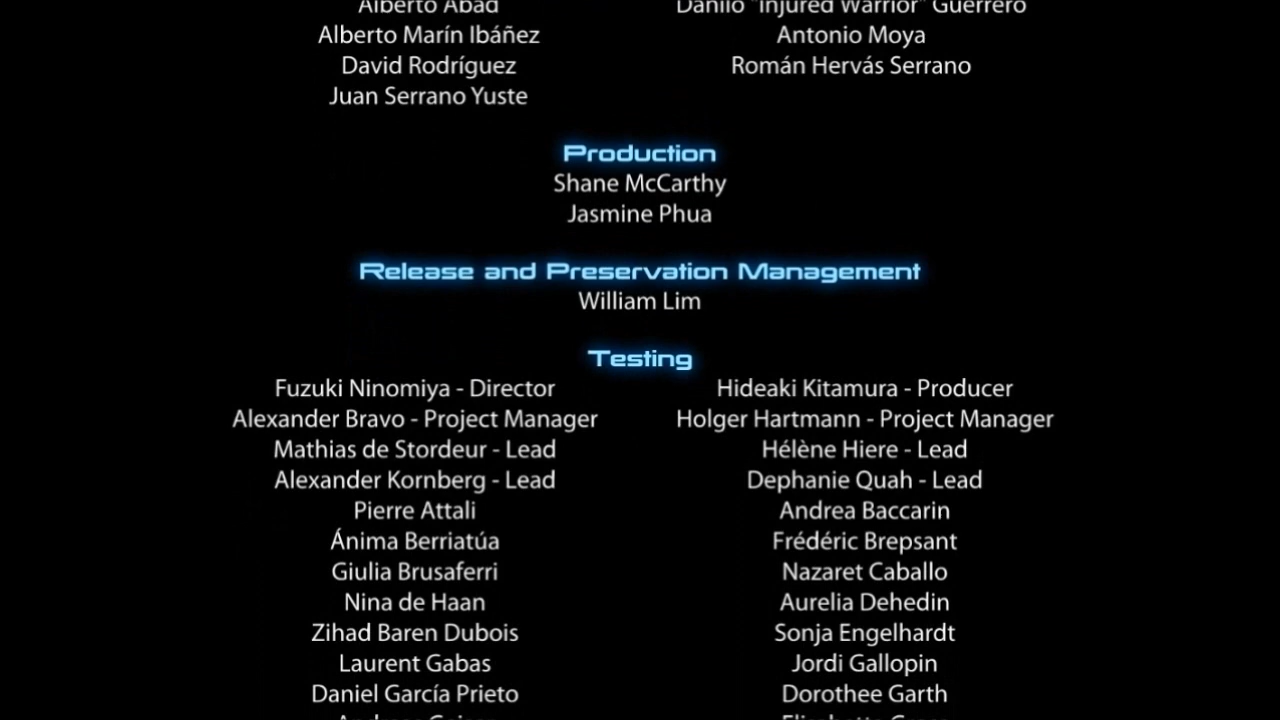 Alberto Abad Danilo "Injured Warrior" Guerrero
Alberto Marín Ibáñez Antonio Moya
David Rodríguez Román Hervás Serrano
Juan Serrano Yuste
Production
Shane McCarthy
Jasmine Phua
Release and Preservation Management
William Lim
Testing
Fuzuki Ninomiya - Director Hideaki Kitamura - Producer
Alexander Bravo - Project Manager Holger Hartmann - Project Manager
Mathias de Stordeur - Lead Hélène Hiere - Lead
Alexander Kornberg - Lead Dephanie Quah - Lead
Pierre Attali Andrea Baccarin
Ánima Berriatúa Frédéric Brepsant
Giulia Brusaferri Nazaret Caballo
Nina de Haan Aurelia Dehedin
Zihad Baren Dubois Sonja Engelhardt
Laurent Gabas Jordi Gallopin
Daniel García Prieto Dorothee Garth